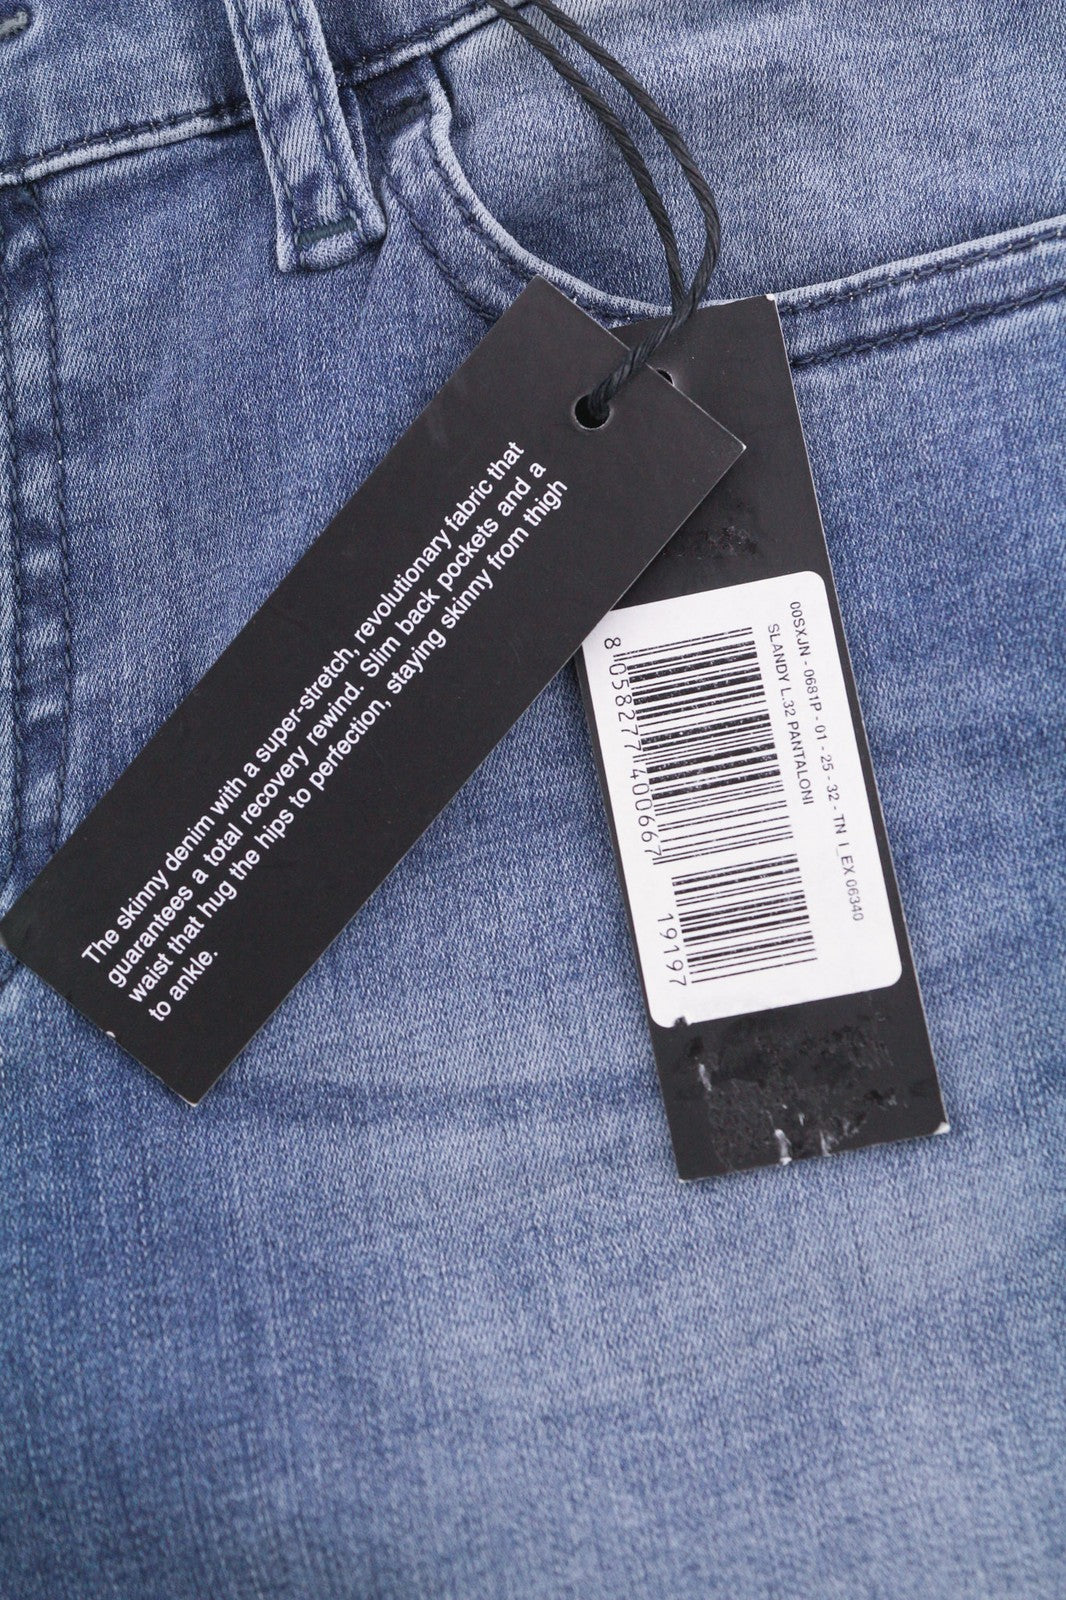 The skinny denim with a super-stretch, revolutionary fabric that
guarantees a total recovery rewind. Slim back pockets and a
waist that hug the hips to perfection, staying skinny from thigh
to ankle.
00SXJN - 0681P - 01 - 25 - 32 - TN I_EX 06340
SLANDY L.32 PANTALONI
8 058277 400667
19197